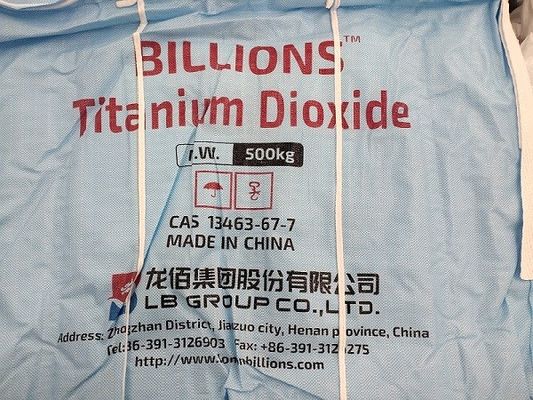 BILLIONS™
Titanium Dioxide
.W. 500kg
CAS 13463-67-7
MADE IN CHINA
龙佰集团股份有限公司
LB GROUP CO.,LTD.
Address: Zhongzhan District, Jiaozuo city, Henan province, China
Tel: 86-391-3126903 Fax: +86-391-312